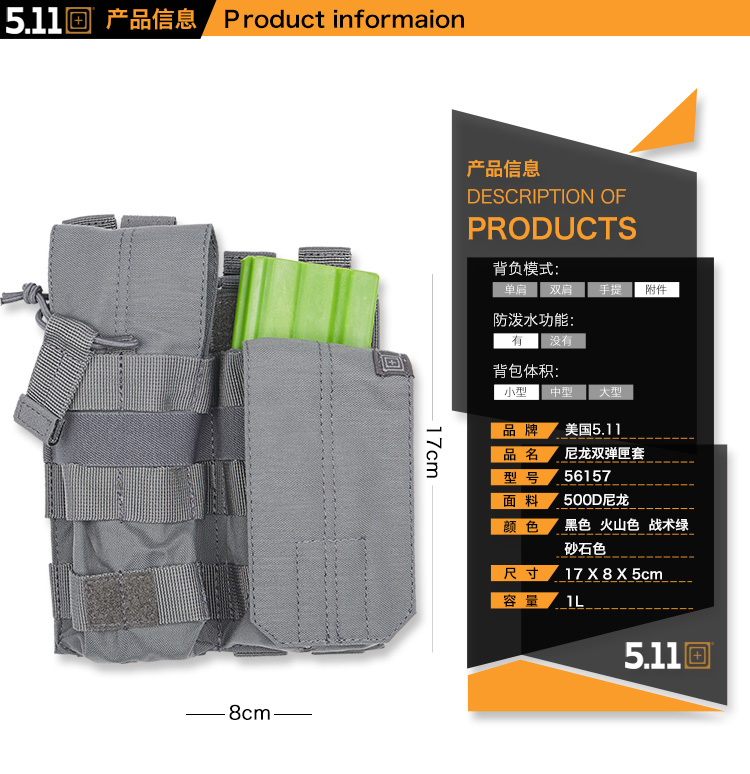 5.11 产品信息 Product informaion
产品信息
DESCRIPTION OF
PRODUCTS
背负模式:
单肩 双肩 手提 附件
防泼水功能:
有 没有
背包体积:
小型 中型 大型
品 牌 美国5.11
品 名 尼龙双弹匣套
型 号 56157
面 料 500D尼龙
颜 色 黑色 火山色 战术绿
砂石色
尺 寸 17 X 8 X 5cm
容 量 1L
5.11
17cm
8cm